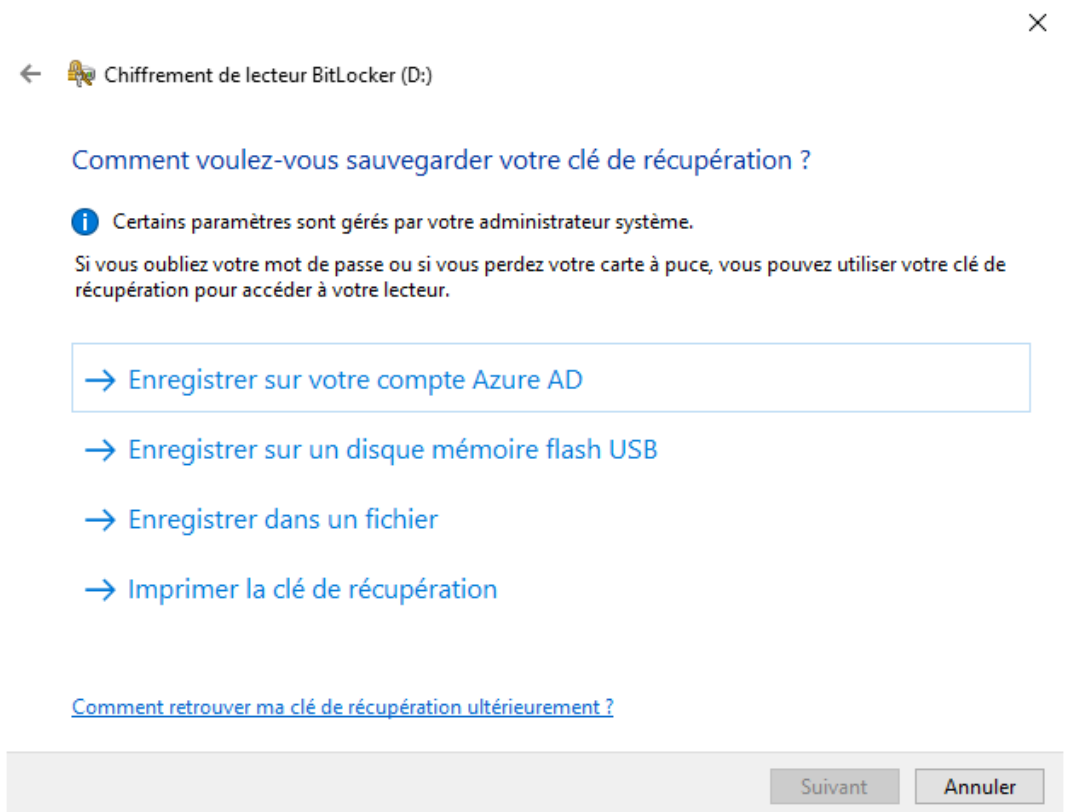 Chiffrement de lecteur BitLocker (D:)
Comment voulez-vous sauvegarder votre clé de récupération ?
Certains paramètres sont gérés par votre administrateur système.
Si vous oubliez votre mot de passe ou si vous perdez votre carte à puce, vous pouvez utiliser votre clé de
récupération pour accéder à votre lecteur.
Enregistrer sur votre compte Azure AD
Enregistrer sur un disque mémoire flash USB
Enregistrer dans un fichier
Imprimer la clé de récupération
Comment retrouver ma clé de récupération ultérieurement ?
Suivant
Annuler